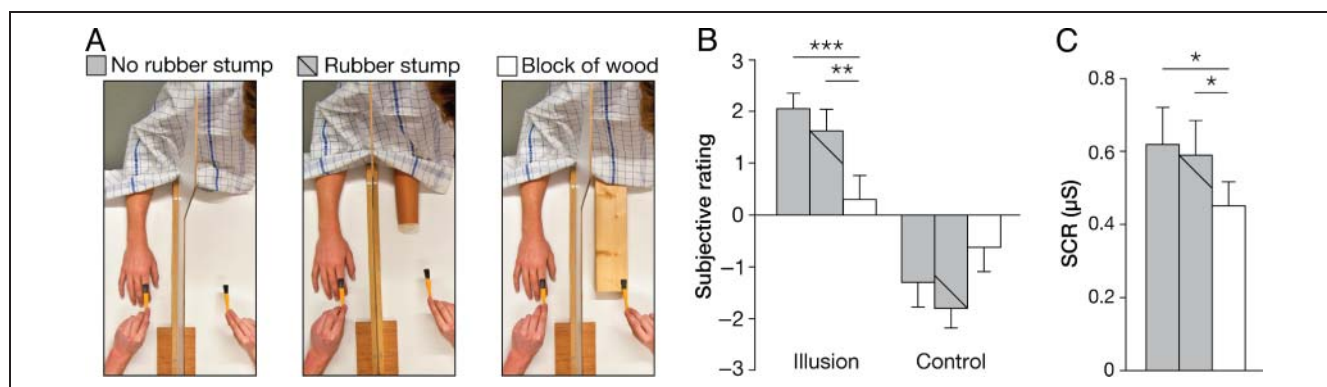 A
No rubber stump
Rubber stump
Block of wood
B
***
**
3
2
1
0
−1
−2
−3
Subjective rating
Illusion
Control
C
*
*
0.8
0.6
0.4
0.2
0
SCR (μS)